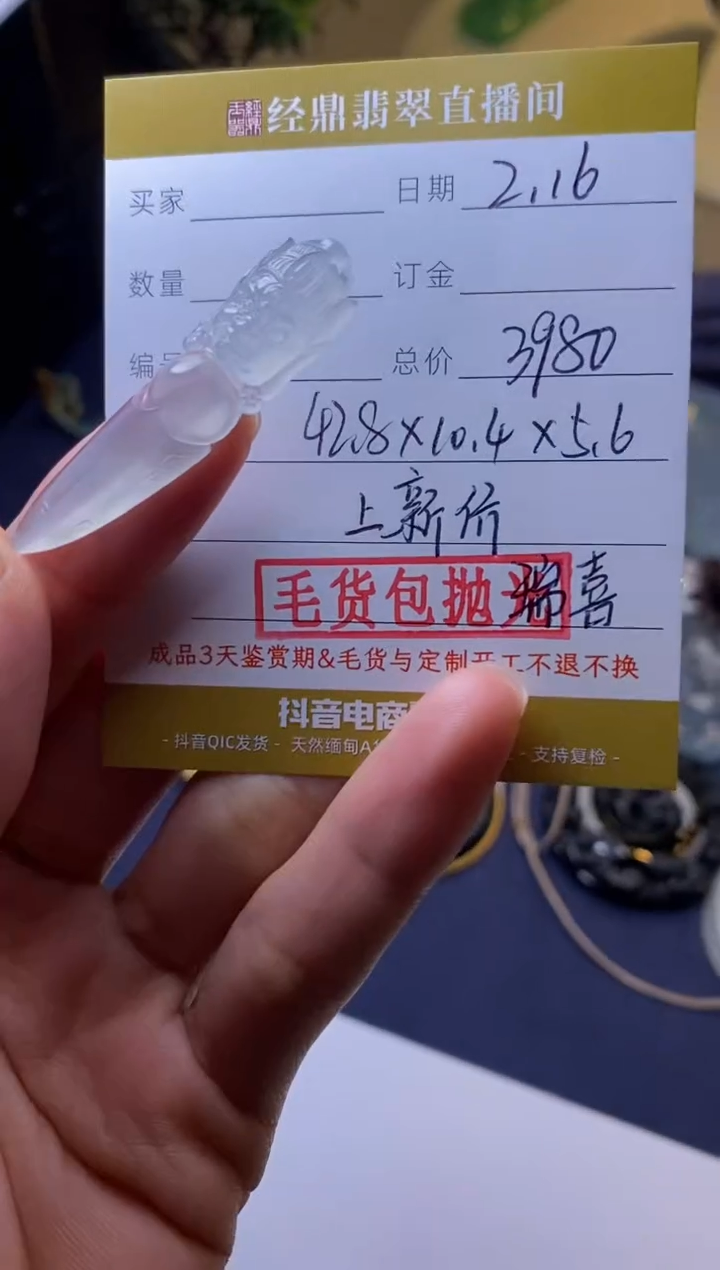 经鼎翡翠直播间
买家 日期 2.16
数量 订金
编 总价 3980
42.8×10.4×5.6
上新价
毛货包抛 瑞喜
成品3天鉴赏期&毛货与定制开工不退不换
抖音电商
- 抖音QIC发货 - 天然缅甸A - 支持复检 -